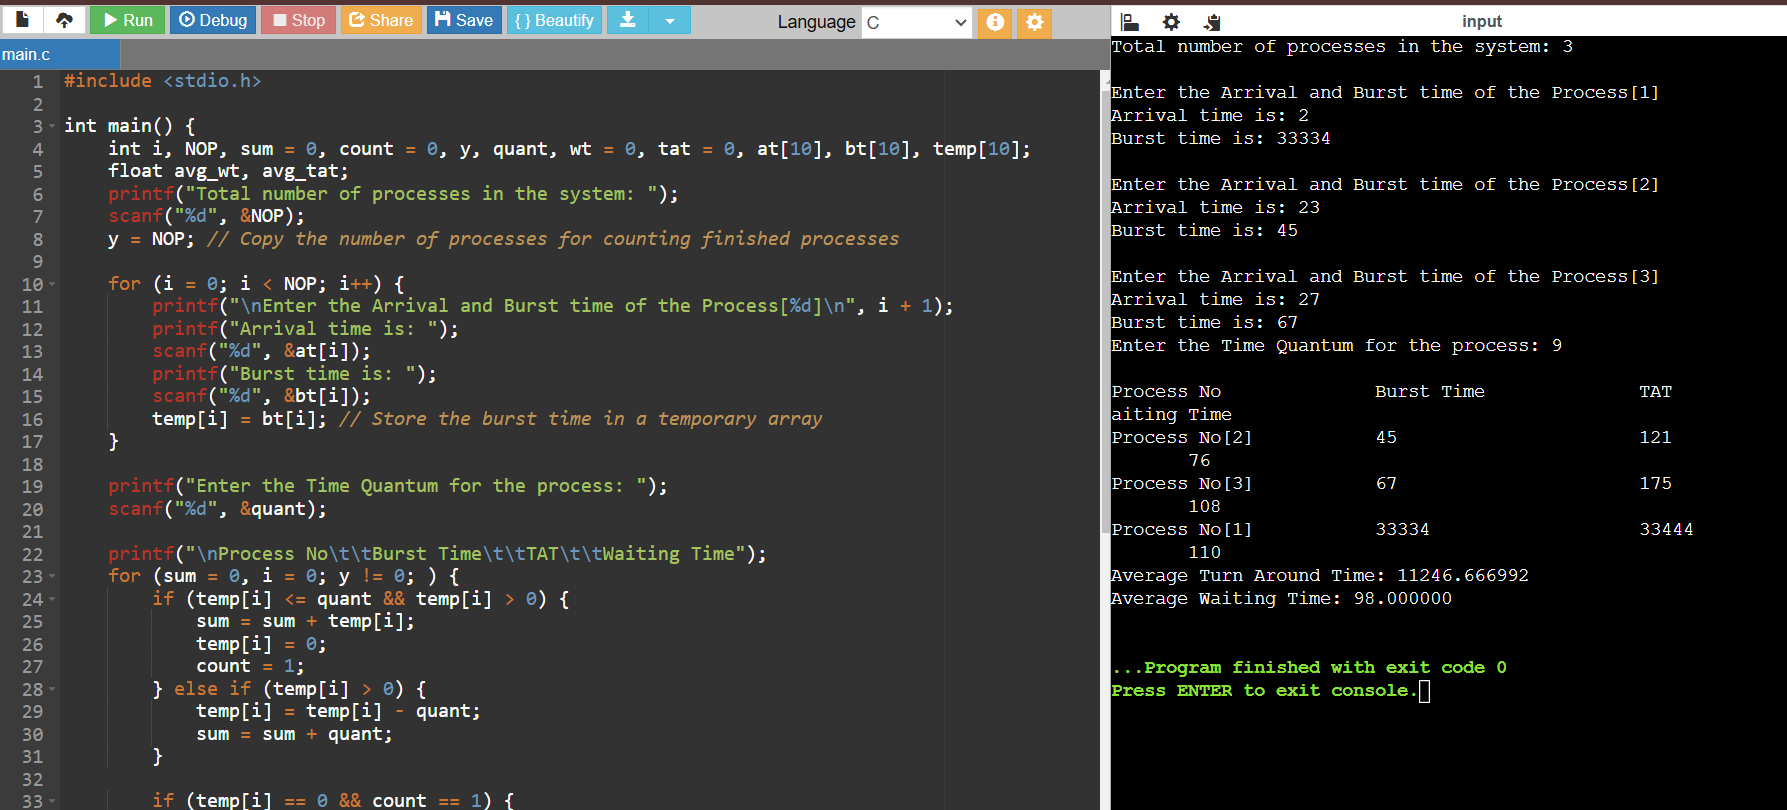 Run Debug Stop Share Save { } Beautify Language C
main.c
1 #include <stdio.h>
2
3 int main() {
4 int i, NOP, sum = 0, count = 0, y, quant, wt = 0, tat = 0, at[10], bt[10], temp[10];
5 float avg_wt, avg_tat;
6 printf("Total number of processes in the system: ");
7 scanf("%d", &NOP);
8 y = NOP; // Copy the number of processes for counting finished processes
9
10 for (i = 0; i < NOP; i++) {
11 printf("\nEnter the Arrival and Burst time of the Process[%d]\n", i + 1);
12 printf("Arrival time is: ");
13 scanf("%d", &at[i]);
14 printf("Burst time is: ");
15 scanf("%d", &bt[i]);
16 temp[i] = bt[i]; // Store the burst time in a temporary array
17 }
18
19 printf("Enter the Time Quantum for the process: ");
20 scanf("%d", &quant);
21
22 printf("\nProcess No\t\tBurst Time\t\tTAT\t\tWaiting Time");
23 for (sum = 0, i = 0; y != 0; ) {
24 if (temp[i] <= quant && temp[i] > 0) {
25 sum = sum + temp[i];
26 temp[i] = 0;
27 count = 1;
28 } else if (temp[i] > 0) {
29 temp[i] = temp[i] - quant;
30 sum = sum + quant;
31 }
32
33 if (temp[i] == 0 && count == 1) {
input
Total number of processes in the system: 3
Enter the Arrival and Burst time of the Process[1]
Arrival time is: 2
Burst time is: 33334
Enter the Arrival and Burst time of the Process[2]
Arrival time is: 23
Burst time is: 45
Enter the Arrival and Burst time of the Process[3]
Arrival time is: 27
Burst time is: 67
Enter the Time Quantum for the process: 9
Process No Burst Time TAT
aiting Time
Process No[2] 45 121
76
Process No[3] 67 175
108
Process No[1] 33334 33444
110
Average Turn Around Time: 11246.666992
Average Waiting Time: 98.000000
...Program finished with exit code 0
Press ENTER to exit console.